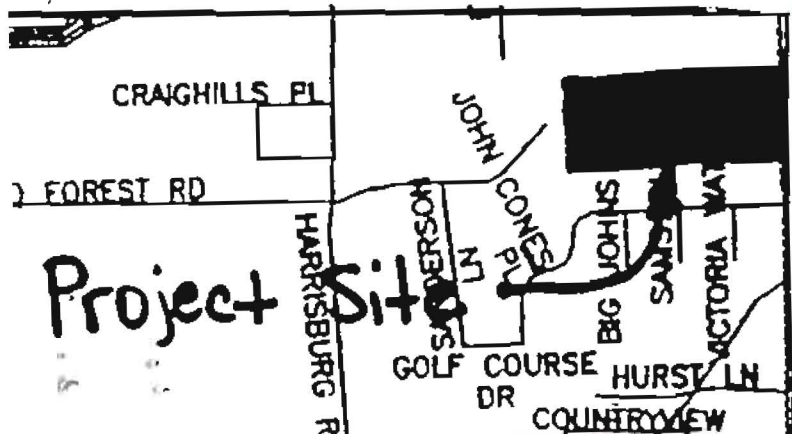 CRAIGHILLS PL
JOHN CONES PL
FOREST RD
HARRISBURG
SANDERSON LN
Project Site
BIG JOHNS
SAMS
VICTORIA
GOLF COURSE
DR
HURST LN
COUNTRYVIEW